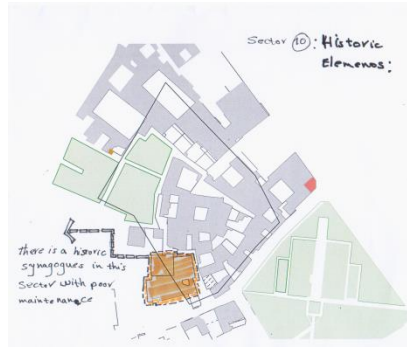 Sector ⑩: Historic
Elemenos:
there is a historic
synagogues in this
Sector with poor
maintenance